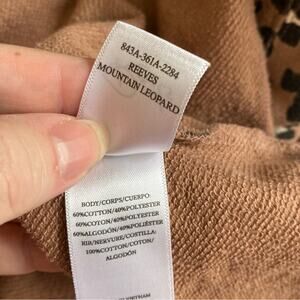 843A-361A-2284
REEVES
MOUNTAIN LEOPARD
BODY/CORPS/CUERPO:
60%COTTON/40%POLYESTER
60%COTON/40%POLYESTER
60%ALGODÓN/40%POLIÉSTER
RIB/NERVURE/COSTILLA:
100%COTTON/COTON/
ALGODÓN
VIETNAM